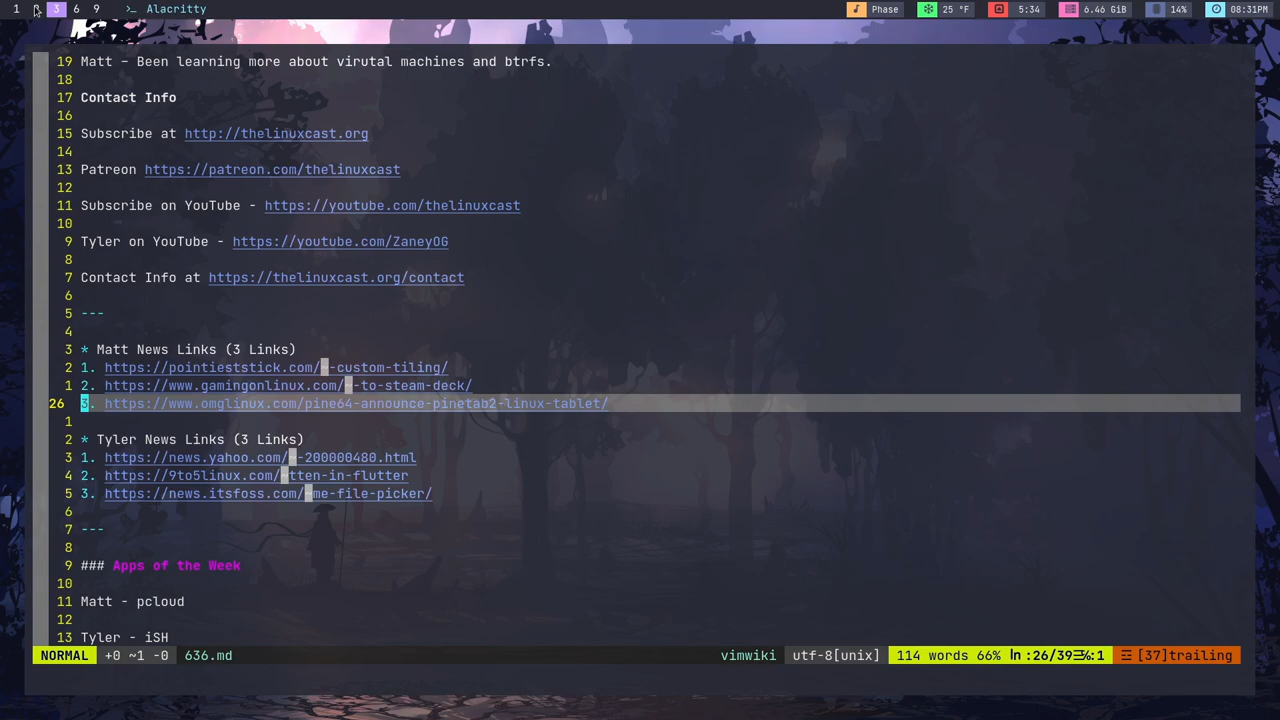 1 3 6 9 >_ Alacritty Phase 25 °F 5:34 6.46 GiB 14% 08:31PM
19 Matt – Been learning more about virutal machines and btrfs.
18
17 Contact Info
16
15 Subscribe at http://thelinuxcast.org
14
13 Patreon https://patreon.com/thelinuxcast
12
11 Subscribe on YouTube - https://youtube.com/thelinuxcast
10
9 Tyler on YouTube - https://youtube.com/ZaneyOG
8
7 Contact Info at https://thelinuxcast.org/contact
6
5 ---
4
3 * Matt News Links (3 Links)
2 1. https://pointieststick.com/~-custom-tiling/
1 2. https://www.gamingonlinux.com/~-to-steam-deck/
26 3. https://www.omglinux.com/pine64-announce-pinetab2-linux-tablet/
1
2 * Tyler News Links (3 Links)
3 1. https://news.yahoo.com/~-200000480.html
4 2. https://9to5linux.com/~tten-in-flutter
5 3. https://news.itsfoss.com/~me-file-picker/
6
7 ---
8
9 ### Apps of the Week
10
11 Matt - pcloud
12
13 Tyler - iSH
NORMAL +0 ~1 -0 636.md vimwiki utf-8[unix] 114 words 66% ln :26/39 ☰ [37]trailing